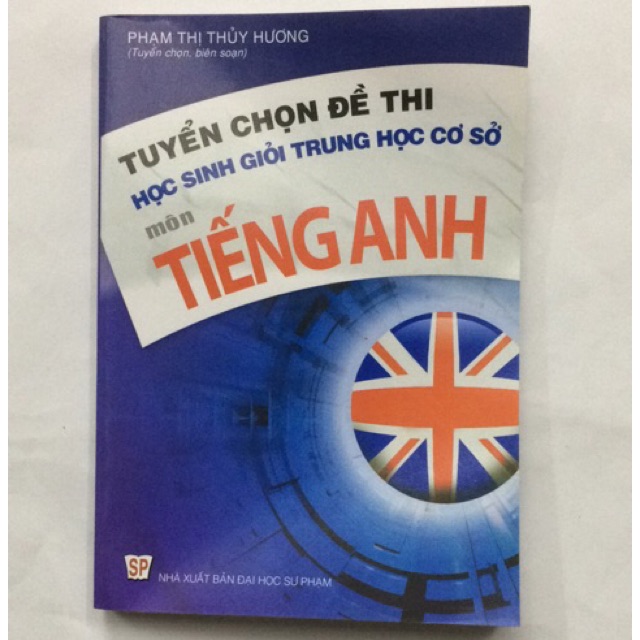 PHẠM THỊ THỦY HƯƠNG
(Tuyển chọn, biên soạn)
TUYỂN CHỌN ĐỀ THI
HỌC SINH GIỎI TRUNG HỌC CƠ SỞ
môn
TIẾNG ANH
SP
NHÀ XUẤT BẢN ĐẠI HỌC SƯ PHẠM